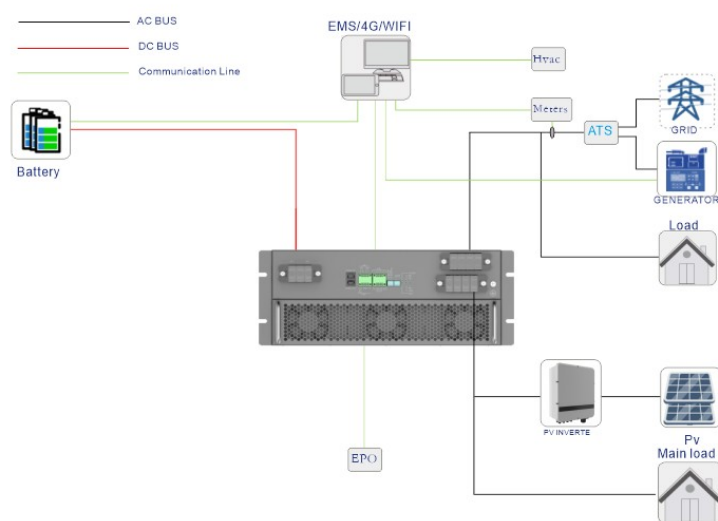 AC BUS
DC BUS
Communication Line
EMS/4G/WIFI
Hvac
Meters
ATS
GRID
Battery
GENERATOR
Load
PV INVERTE
Pv
Main load
EPO